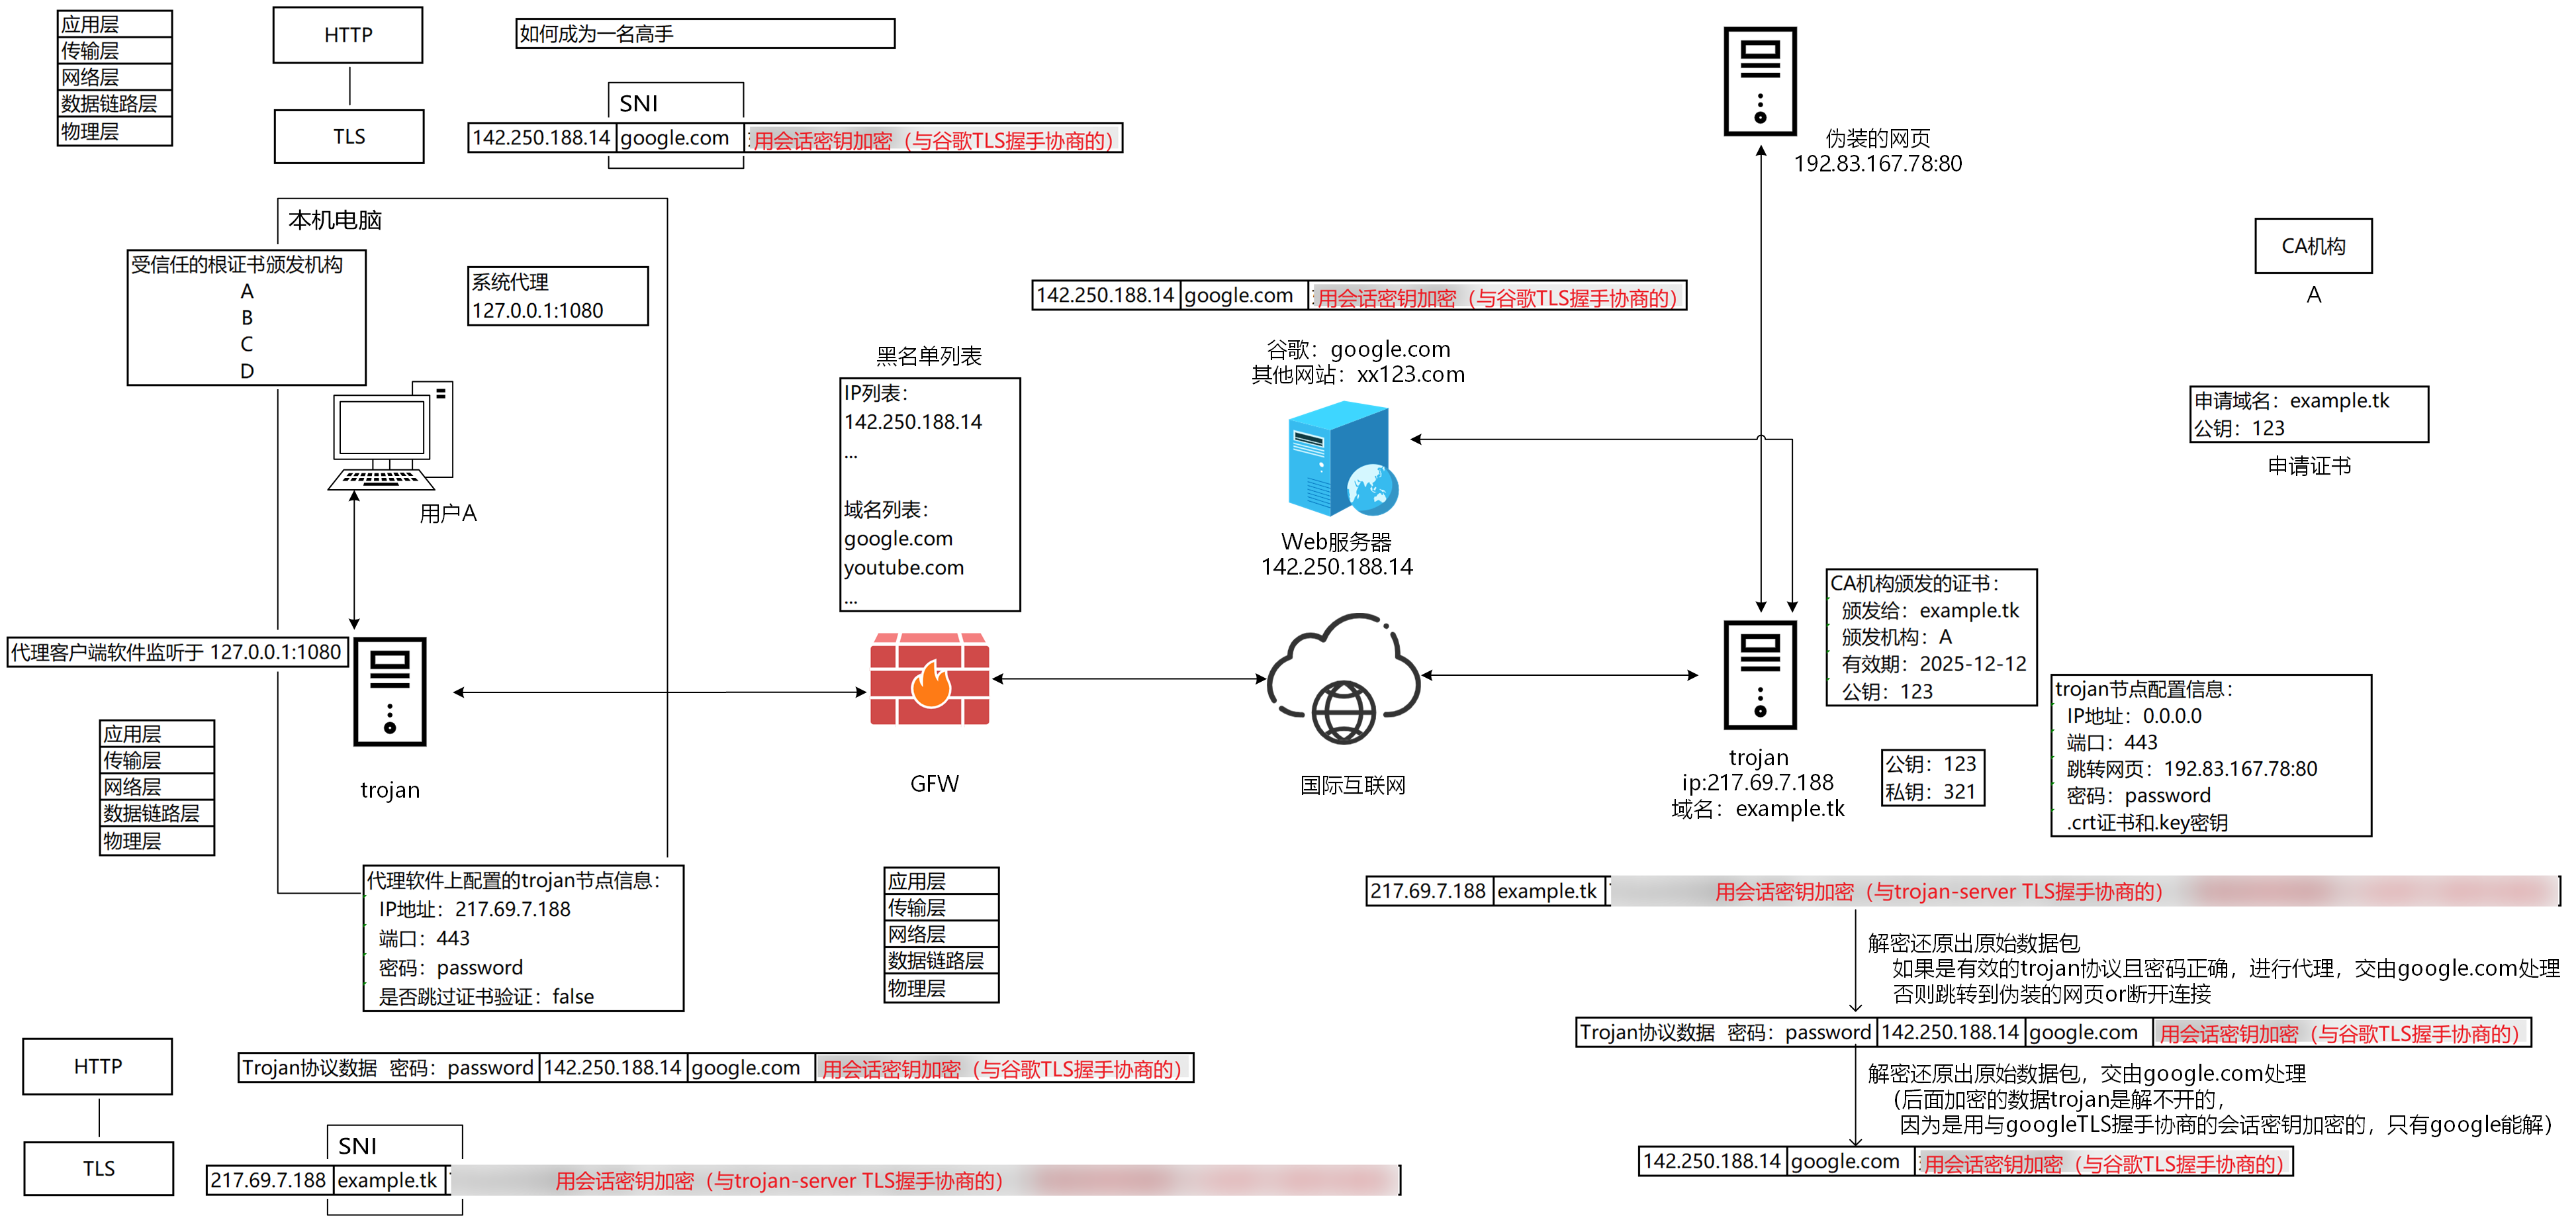 应用层
传输层
网络层
数据链路层
物理层
HTTP
TLS
如何成为一名高手
SNI
142.250.188.14 google.com 用会话密钥加密（与谷歌TLS握手协商的）
伪装的网页
192.83.167.78:80
本机电脑
受信任的根证书颁发机构
A
B
C
D
系统代理
127.0.0.1:1080
用户A
代理客户端软件监听于 127.0.0.1:1080
trojan
应用层
传输层
网络层
数据链路层
物理层
代理软件上配置的trojan节点信息：
IP地址：217.69.7.188
端口：443
密码：password
是否跳过证书验证：false
黑名单列表
IP列表：
142.250.188.14
...
域名列表：
google.com
youtube.com
...
GFW
应用层
传输层
网络层
数据链路层
物理层
142.250.188.14 google.com 用会话密钥加密（与谷歌TLS握手协商的）
谷歌：google.com
其他网站：xx123.com
Web服务器
142.250.188.14
国际互联网
CA机构
A
申请域名：example.tk
公钥：123
申请证书
CA机构颁发的证书：
颁发给：example.tk
颁发机构：A
有效期：2025-12-12
公钥：123
trojan
ip:217.69.7.188
域名：example.tk
公钥：123
私钥：321
trojan节点配置信息：
IP地址：0.0.0.0
端口：443
跳转网页：192.83.167.78:80
密码：password
.crt证书和.key密钥
217.69.7.188 example.tk 用会话密钥加密（与trojan-server TLS握手协商的）
解密还原出原始数据包
如果是有效的trojan协议且密码正确，进行代理，交由google.com处理
否则跳转到伪装的网页or断开连接
Trojan协议数据 密码：password 142.250.188.14 google.com 用会话密钥加密（与谷歌TLS握手协商的）
解密还原出原始数据包，交由google.com处理
（后面加密的数据trojan是解不开的，
因为是用与googleTLS握手协商的会话密钥加密的，只有google能解）
142.250.188.14 google.com 用会话密钥加密（与谷歌TLS握手协商的）
HTTP
TLS
Trojan协议数据 密码：password 142.250.188.14 google.com 用会话密钥加密（与谷歌TLS握手协商的）
SNI
217.69.7.188 example.tk 用会话密钥加密（与trojan-server TLS握手协商的）